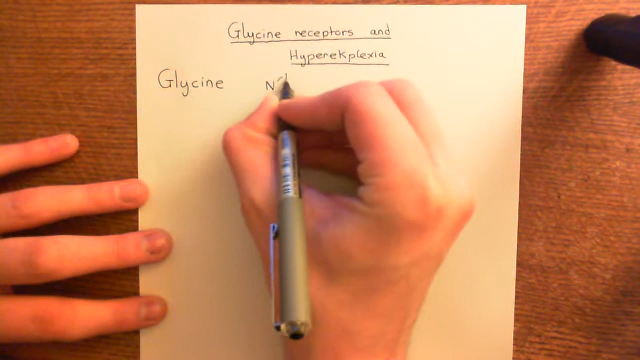 Glycine receptors and
Hyperekplexia
Glycine N